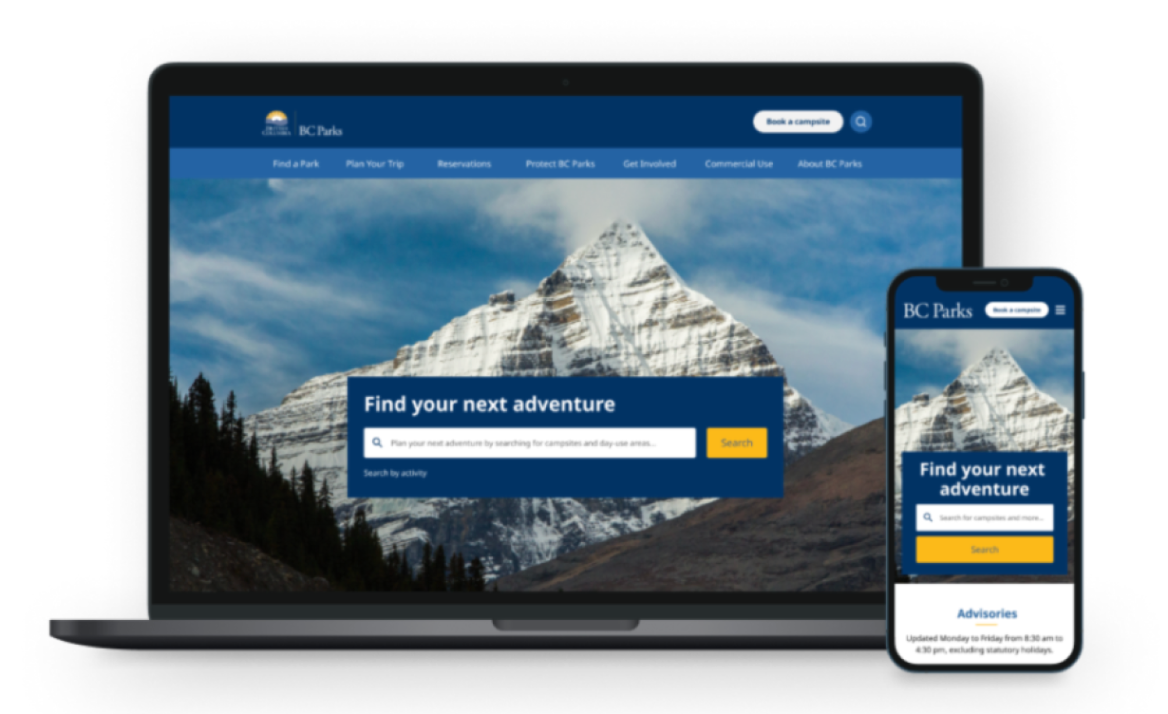 BRITISH
COLUMBIA
BC Parks
Book a campsite
Find a Park Plan Your Trip Reservations Protect BC Parks Get Involved Commercial Use About BC Parks
Find your next adventure
Plan your next adventure by searching for campsites and day-use areas...
Search
Search by activity
BC Parks
Book a campsite
Find your next
adventure
Search for campsites and more...
Search
Advisories
Updated Monday to Friday from 8:30 am to
4:30 pm, excluding statutory holidays.